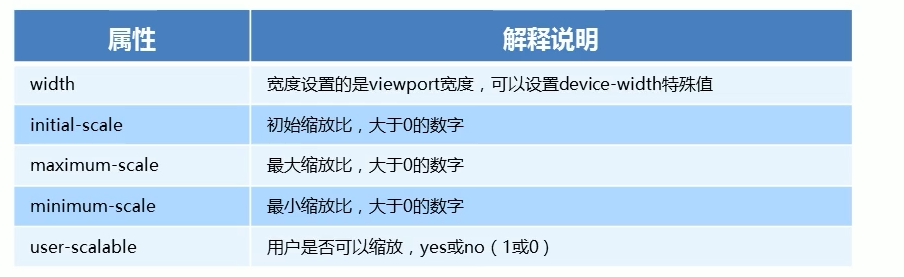 属性 解释说明
width 宽度设置的是viewport宽度，可以设置device-width特殊值
initial-scale 初始缩放比，大于0的数字
maximum-scale 最大缩放比，大于0的数字
minimum-scale 最小缩放比，大于0的数字
user-scalable 用户是否可以缩放，yes或no（1或0）